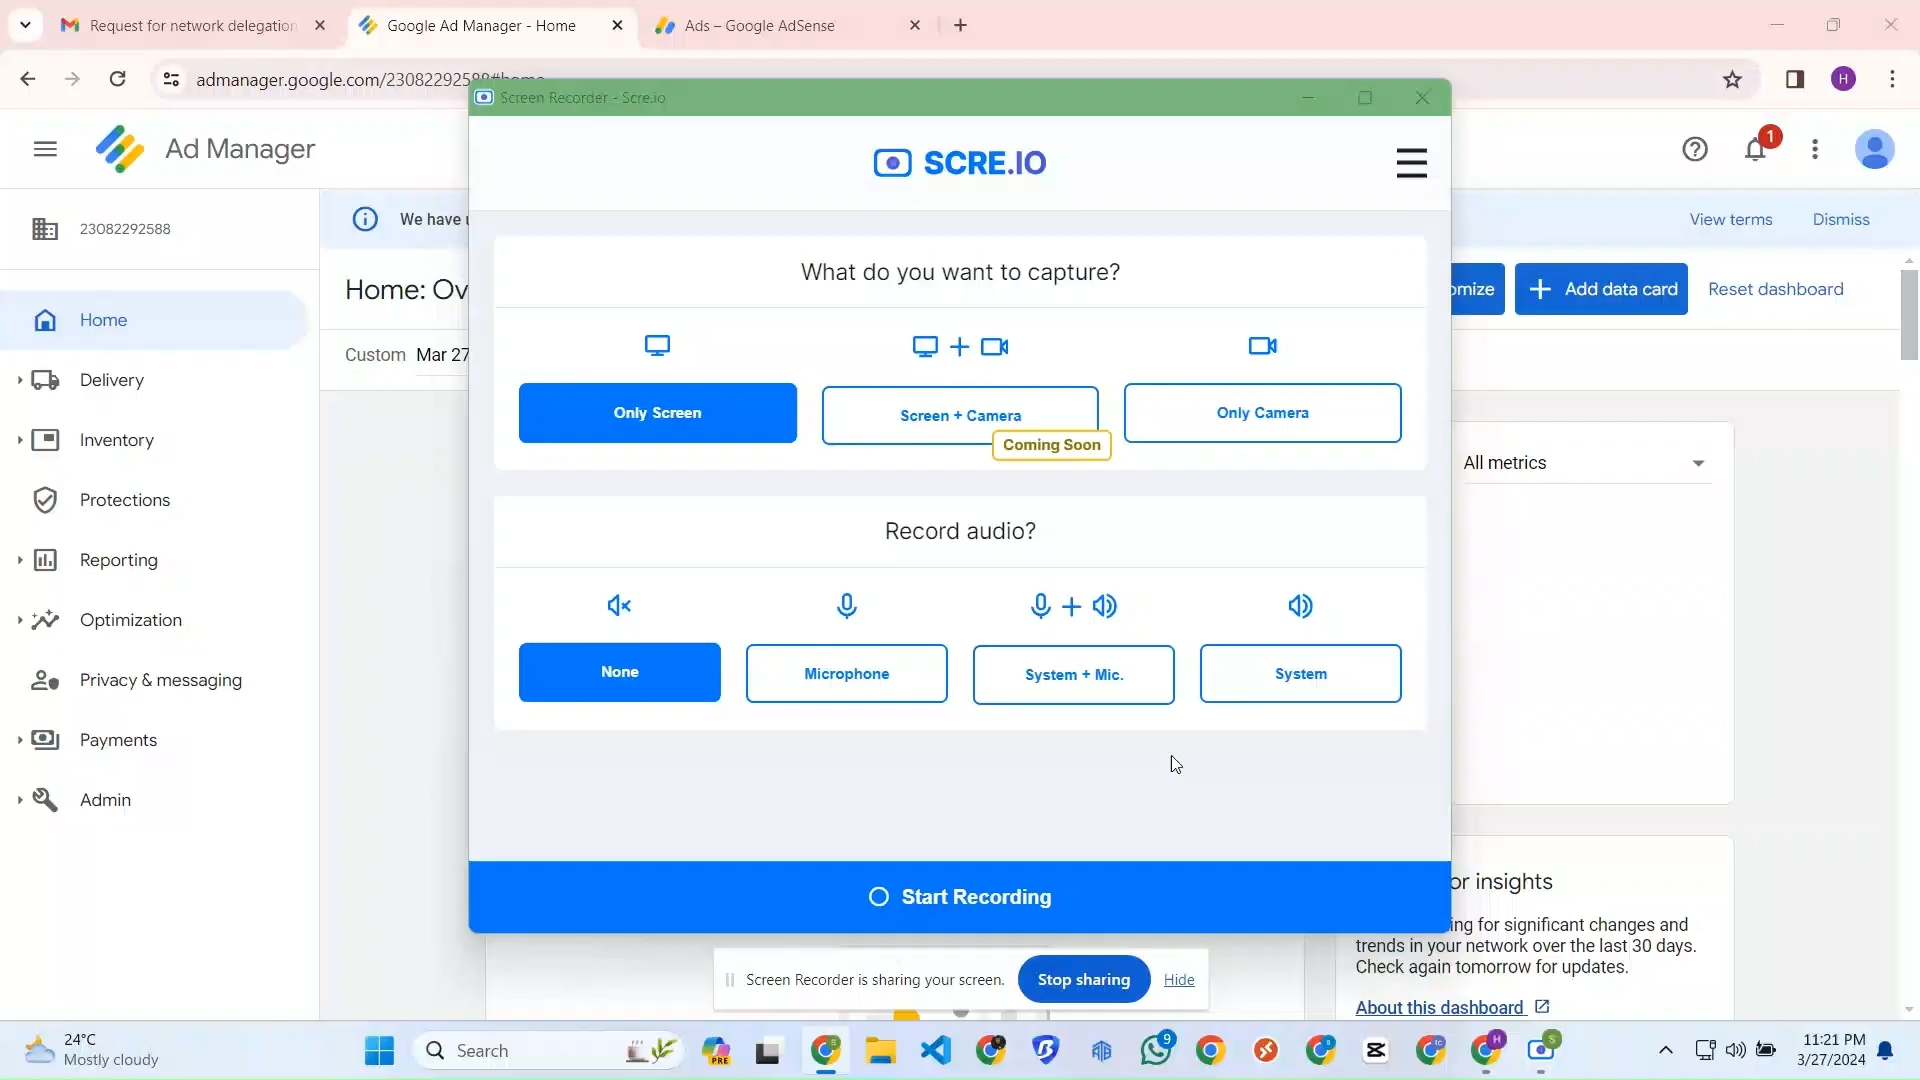 Request for network delegation
Google Ad Manager - Home
Ads – Google AdSense
admanager.google.com/23082292588#home
H
Screen Recorder - Scre.io
Ad Manager
SCRE.IO
1
23082292588
We have
View terms
Dismiss
Home: Ov
What do you want to capture?
omize
Add data card
Reset dashboard
Home
Custom
Mar 27
Delivery
Only Screen
Screen + Camera
Only Camera
Coming Soon
Inventory
All metrics
Protections
Record audio?
Reporting
Optimization
None
Microphone
System + Mic.
System
Privacy & messaging
Payments
Admin
Start Recording
or insights
ing for significant changes and
trends in your network over the last 30 days.
Check again tomorrow for updates.
Screen Recorder is sharing your screen.
Stop sharing
Hide
About this dashboard
24°C
Mostly cloudy
Search
PRE
9
H
S
11:21 PM
3/27/2024